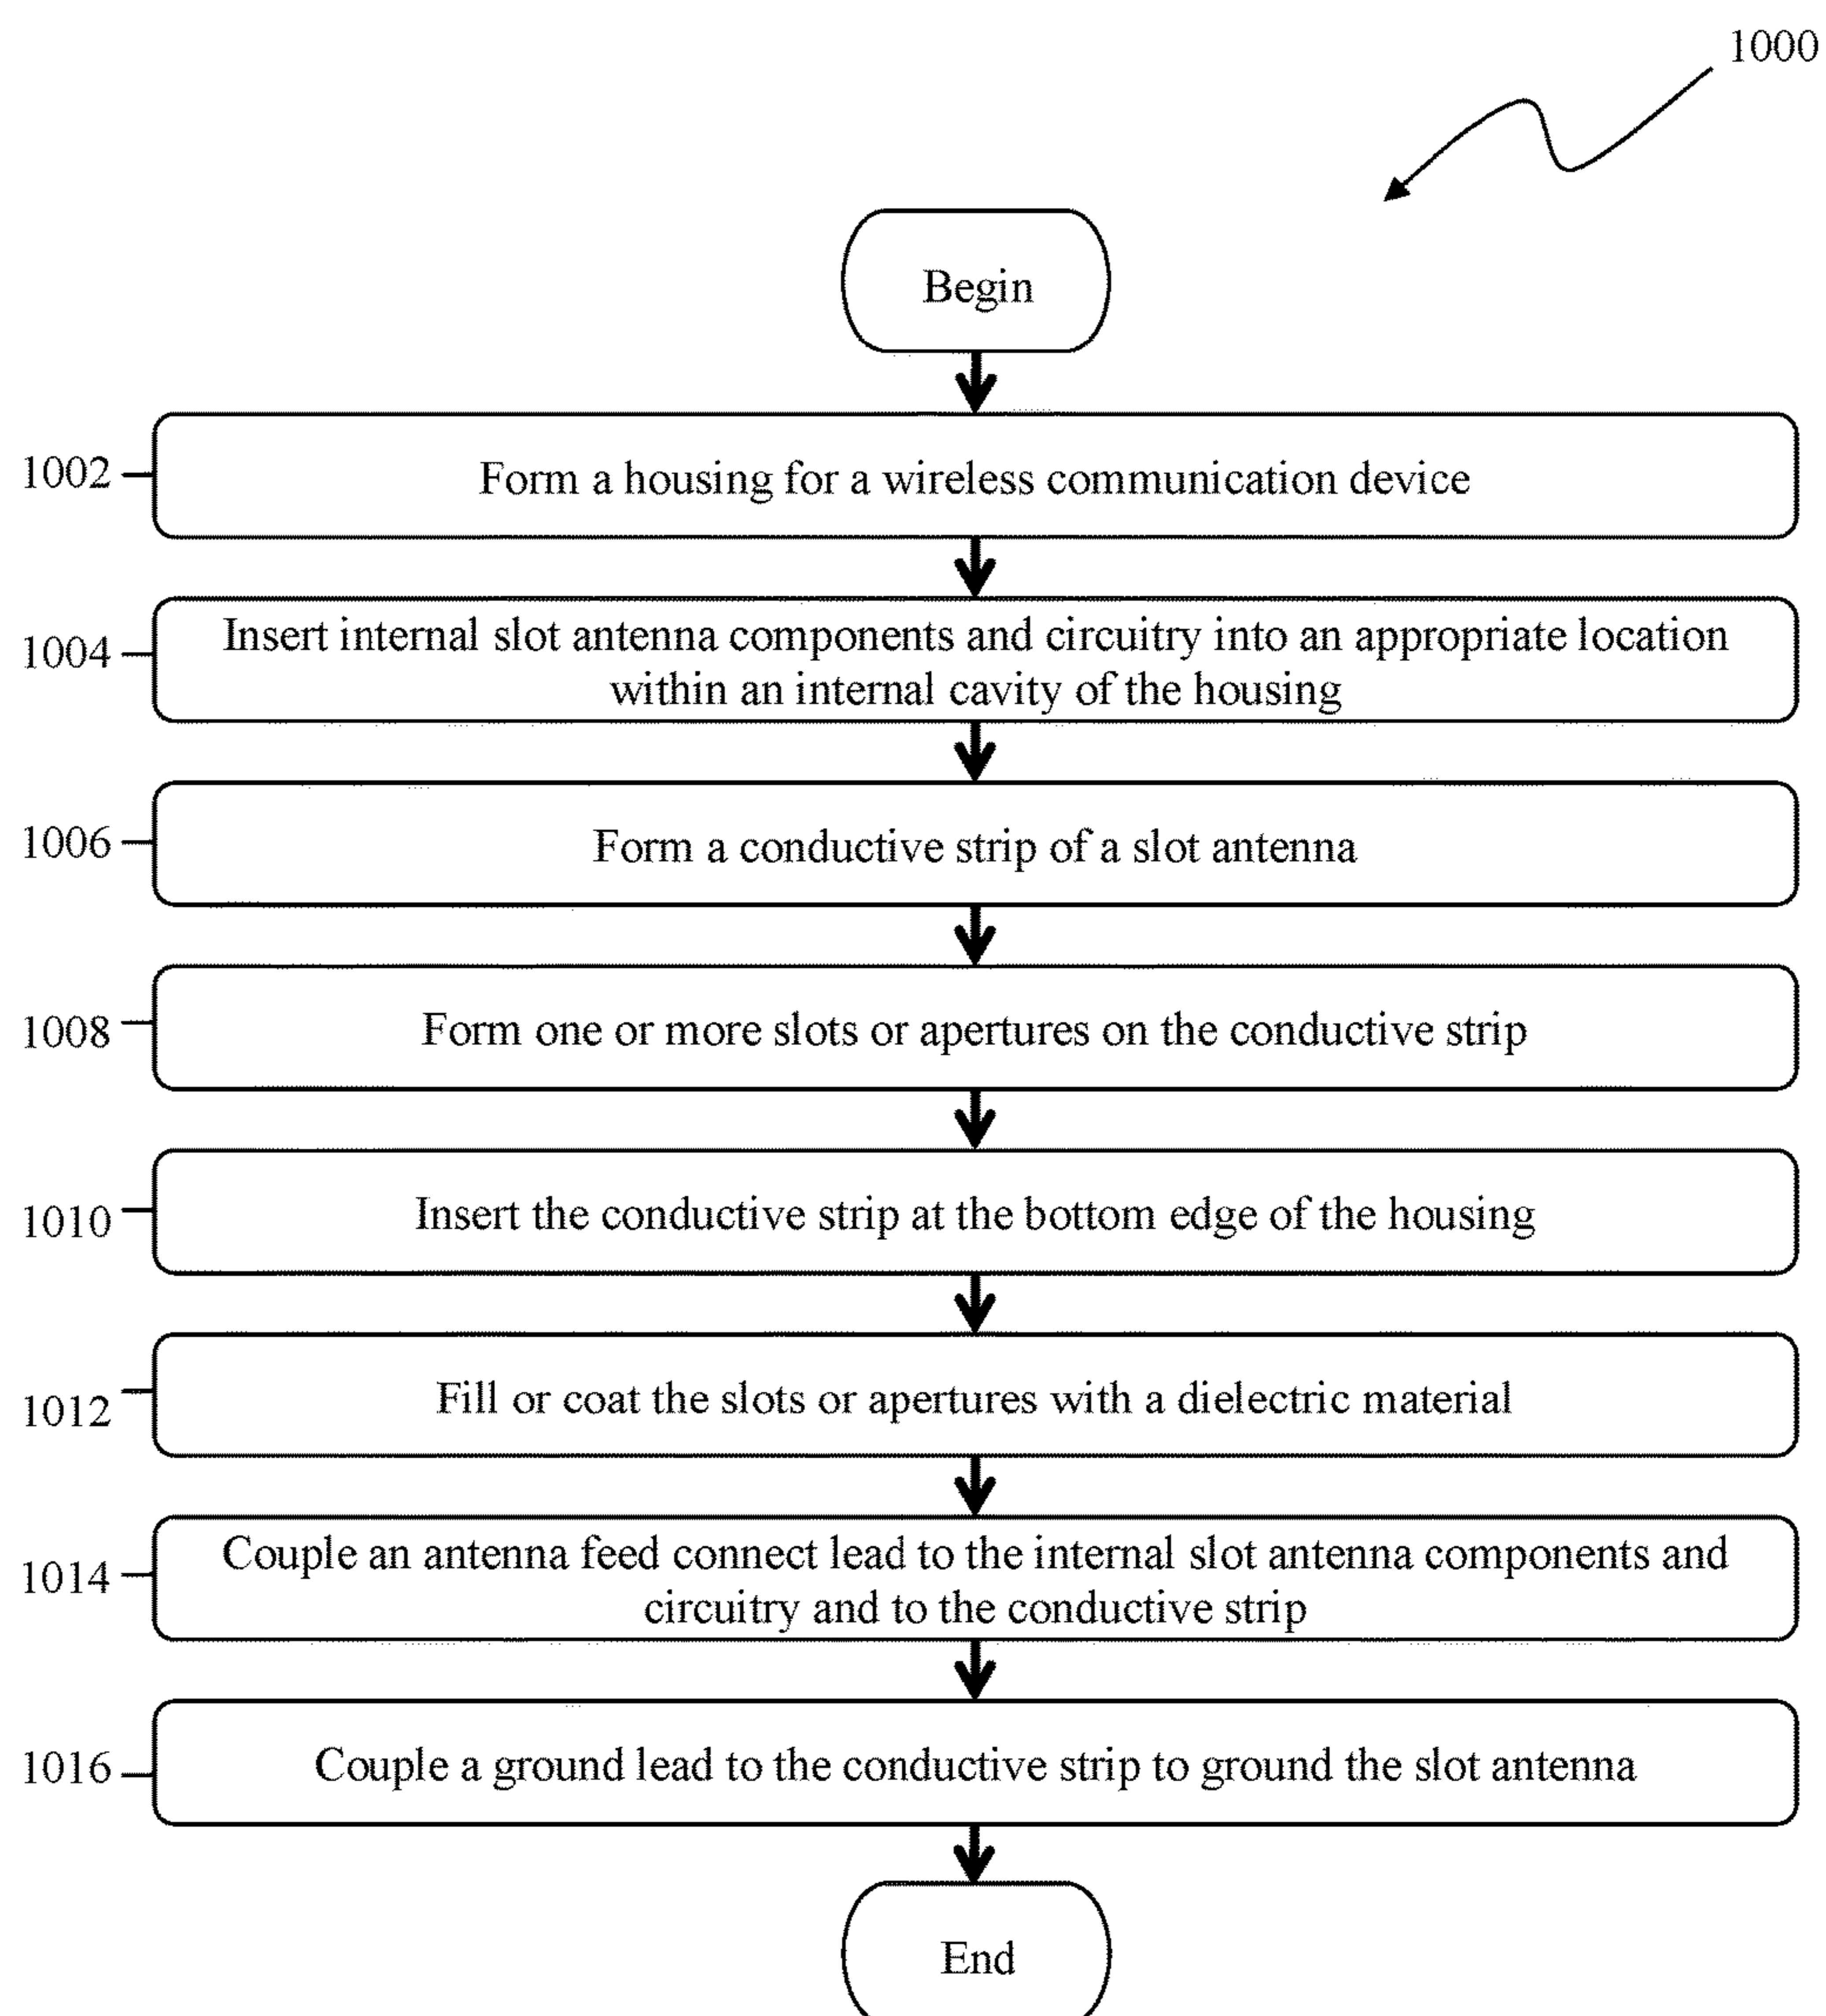 1000
Begin
1002
Form a housing for a wireless communication device
1004
Insert internal slot antenna components and circuitry into an appropriate location
within an internal cavity of the housing
1006
Form a conductive strip of a slot antenna
1008
Form one or more slots or apertures on the conductive strip
1010
Insert the conductive strip at the bottom edge of the housing
1012
Fill or coat the slots or apertures with a dielectric material
1014
Couple an antenna feed connect lead to the internal slot antenna components and
circuitry and to the conductive strip
1016
Couple a ground lead to the conductive strip to ground the slot antenna
End